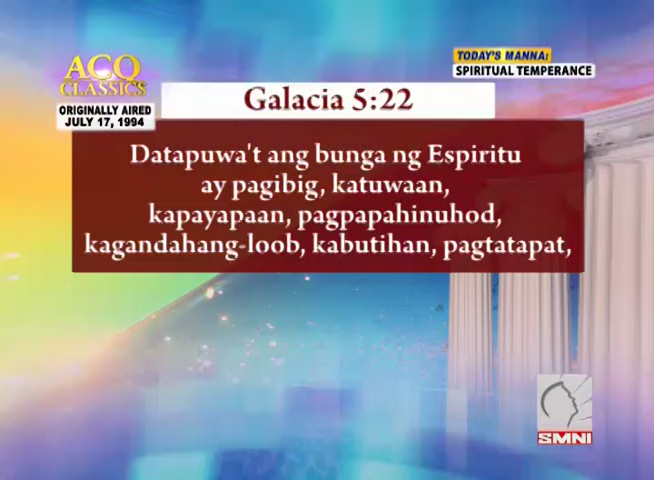 ACQ
CLASSICS
ORIGINALLY AIRED
JULY 17, 1994
TODAY'S MANNA:
SPIRITUAL TEMPERANCE
Galacia 5:22
Datapuwa't ang bunga ng Espiritu
ay pagibig, katuwaan,
kapayapaan, pagpapahinuhod,
kagandahang-loob, kabutihan, pagtatapat,
SMNI